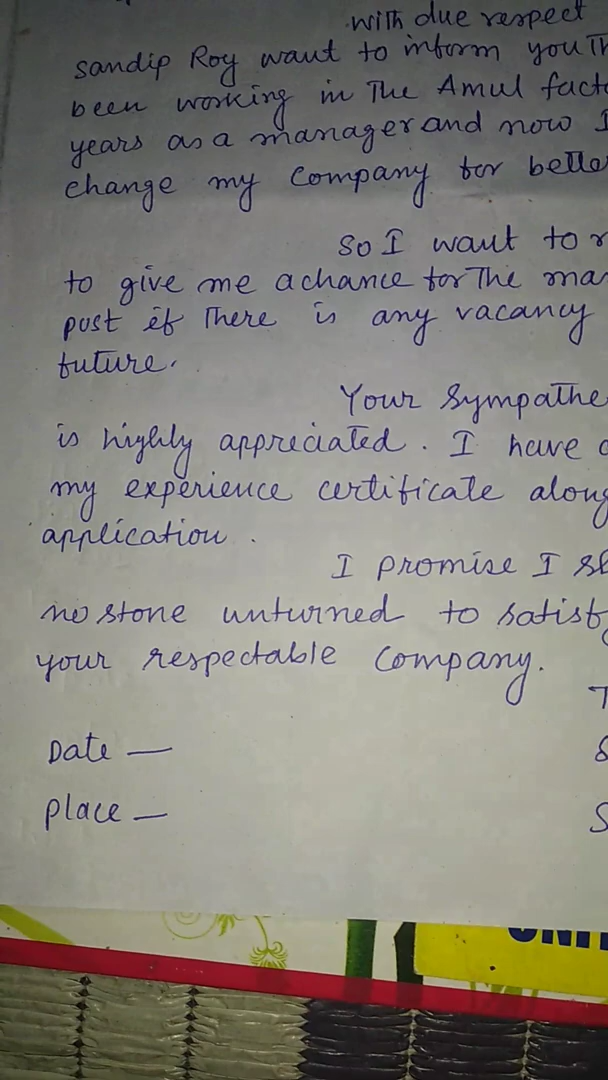 with due respect
sandip Roy want to inform you
been working in The Amul
years as a manager and now I
change my company for
So I want to
to give me a chance for The
post if There is any vacancy
future.
Your
is highly appreciated. I have
my experience certificate
application.
I promise I
no stone unturned to
your respectable company.
Date —
Place —